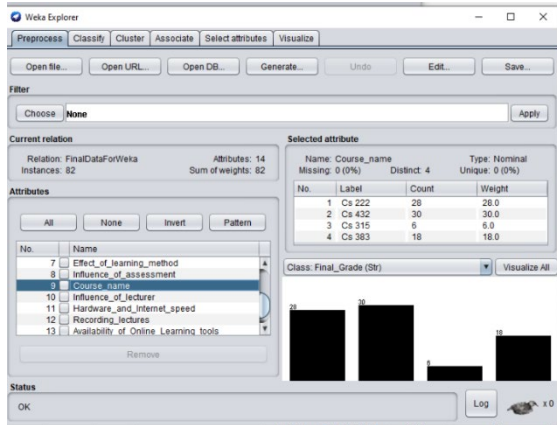 Weka Explorer
Preprocess Classify Cluster Associate Select attributes Visualize
Open file... Open URL... Open DB... Generate... Undo Edit... Save...
Filter
Choose None Apply
Current relation
Relation: FinalDataForWeka Attributes: 14
Instances: 82 Sum of weights: 82
Attributes
All None Invert Pattern
No. Name
7 Effect_of_learning_method
8 Influence_of_assessment
9 Course_name
10 Influence_of_lecturer
11 Hardware_and_Internet_speed
12 Recording_lectures
13 Availability_of_Online_Learning_tools
Remove
Selected attribute
Name: Course_name Type: Nominal
Missing: 0 (0%) Distinct: 4 Unique: 0 (0%)
No. Label Count Weight
1 Cs 222 28 28.0
2 Cs 432 30 30.0
3 Cs 315 6 6.0
4 Cs 383 18 18.0
Class: Final_Grade (Str) Visualize All
28 30 6 18
Status
OK Log x 0